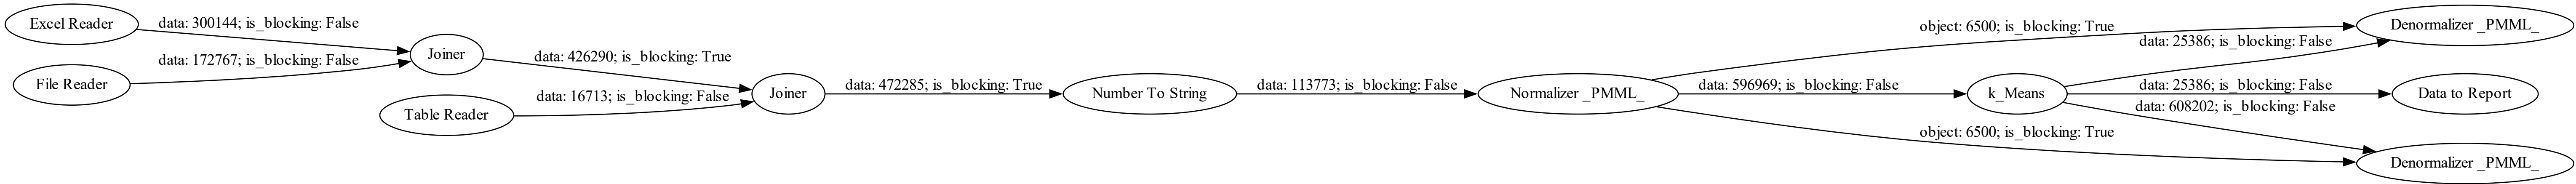 Excel Reader
data: 300144; is_blocking: False
File Reader
data: 172767; is_blocking: False
Joiner
data: 426290; is_blocking: True
Table Reader
data: 16713; is_blocking: False
Joiner
data: 472285; is_blocking: True
Number To String
data: 113773; is_blocking: False
Normalizer _PMML_
object: 6500; is_blocking: True
data: 596969; is_blocking: False
object: 6500; is_blocking: True
k_Means
data: 25386; is_blocking: False
data: 25386; is_blocking: False
data: 608202; is_blocking: False
Denormalizer _PMML_
Data to Report
Denormalizer _PMML_